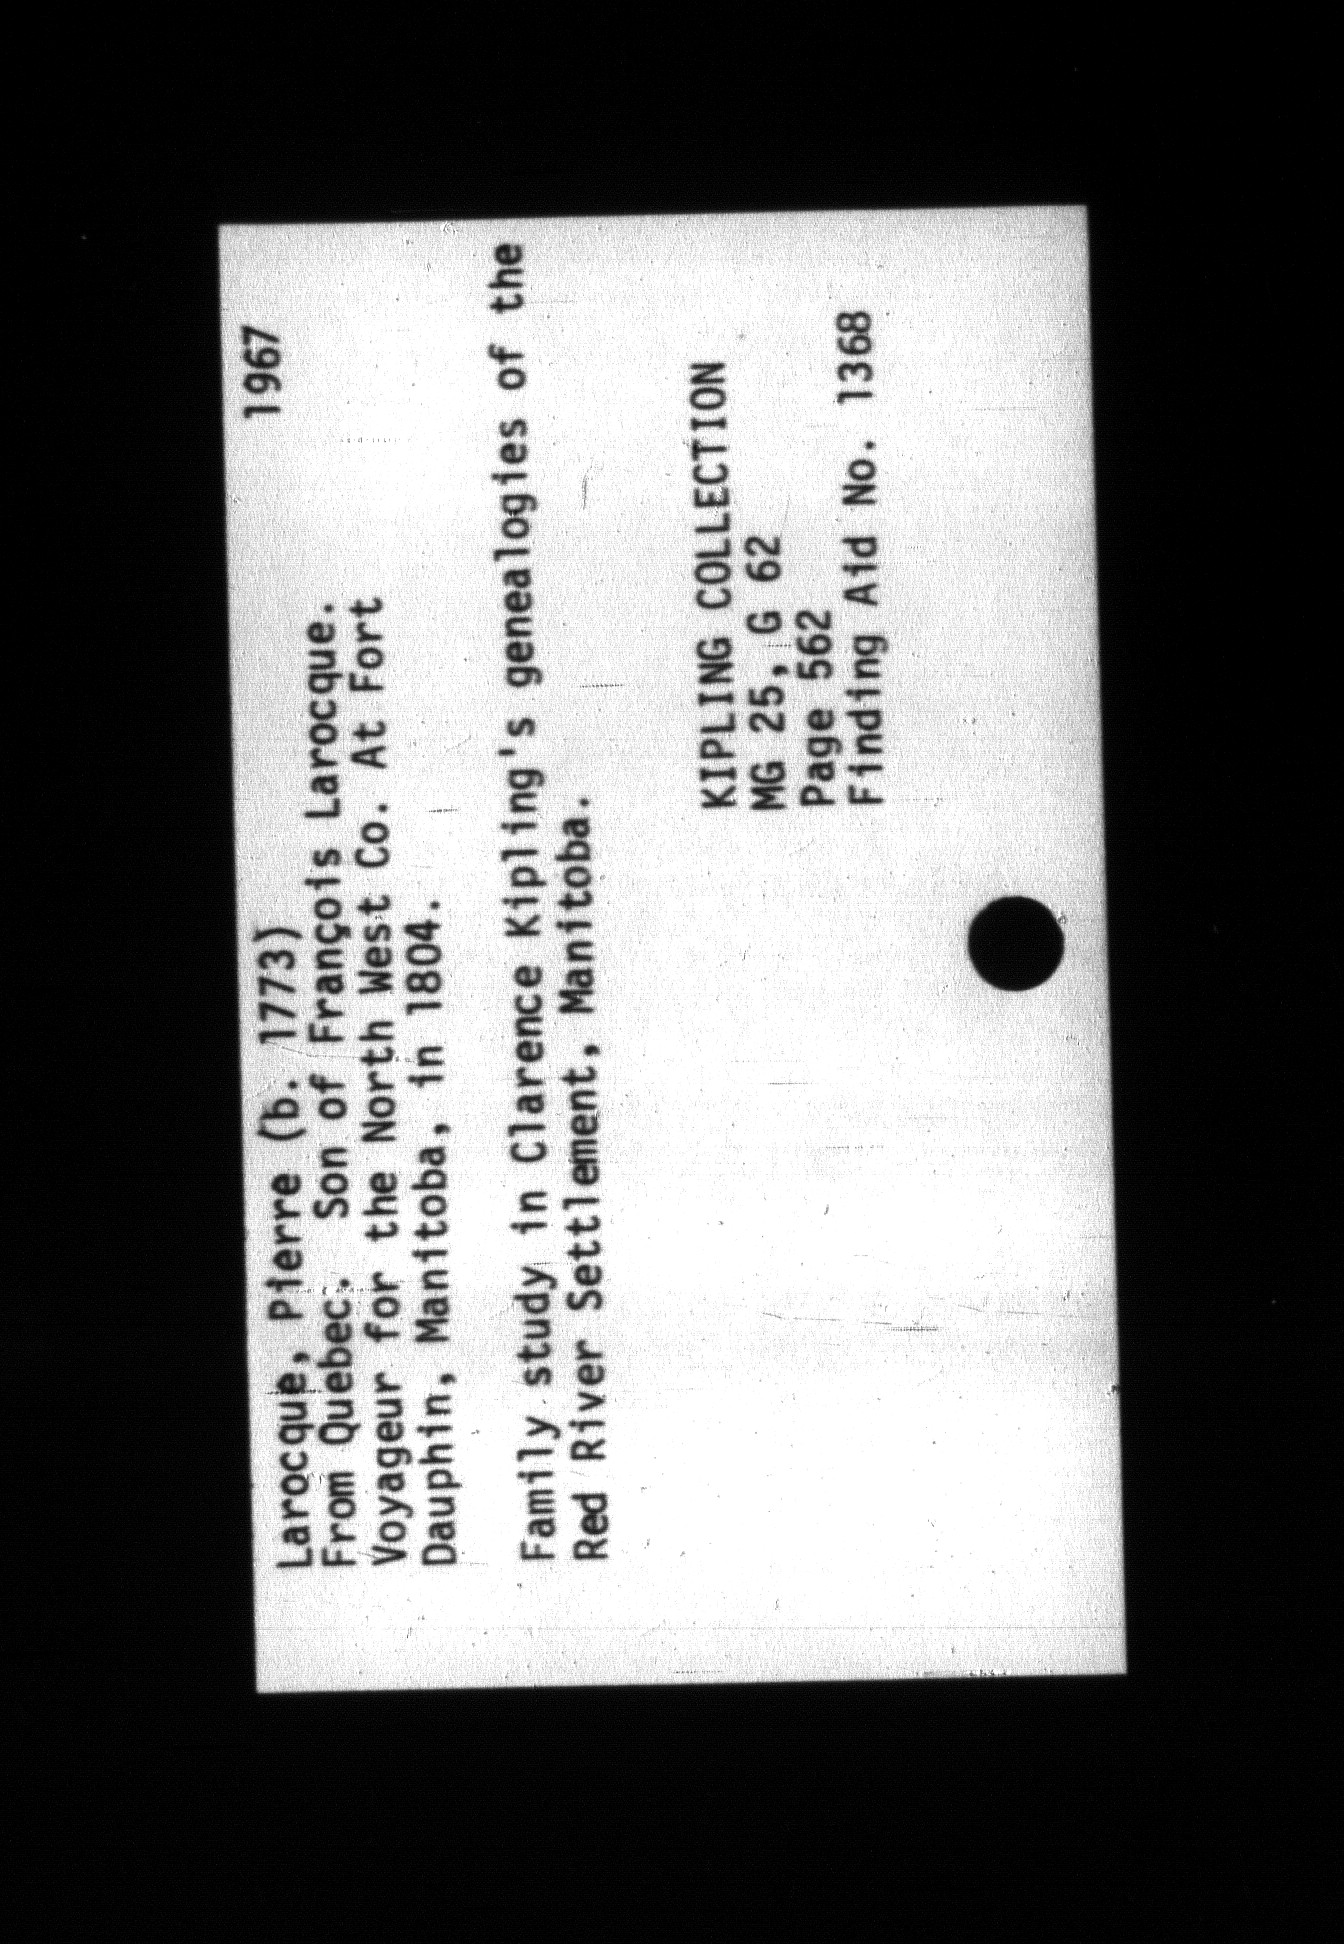 Larocque, Pierre (b. 1773) 1967
From Quebec. Son of François Larocque.
Voyageur for the North West Co. At Fort
Dauphin, Manitoba, in 1804.
Family study in Clarence Kipling's genealogies of the
Red River Settlement, Manitoba.
KIPLING COLLECTION
MG 25, G 62
Page 562
Finding Aid No. 1368